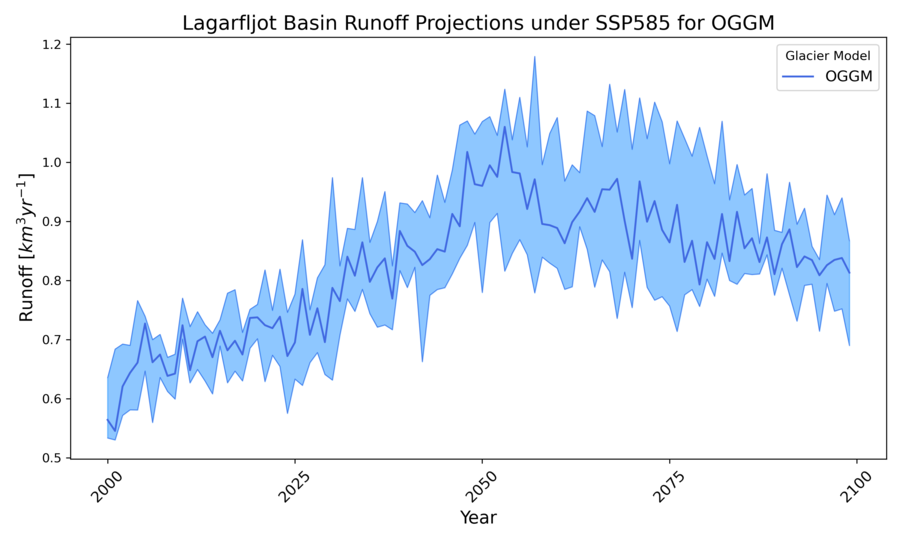 Lagarfljot Basin Runoff Projections under SSP585 for OGGM
Glacier Model
OGGM
Runoff [km³yr⁻¹]
1.2
1.1
1.0
0.9
0.8
0.7
0.6
0.5
2000
2025
2050
2075
2100
Year